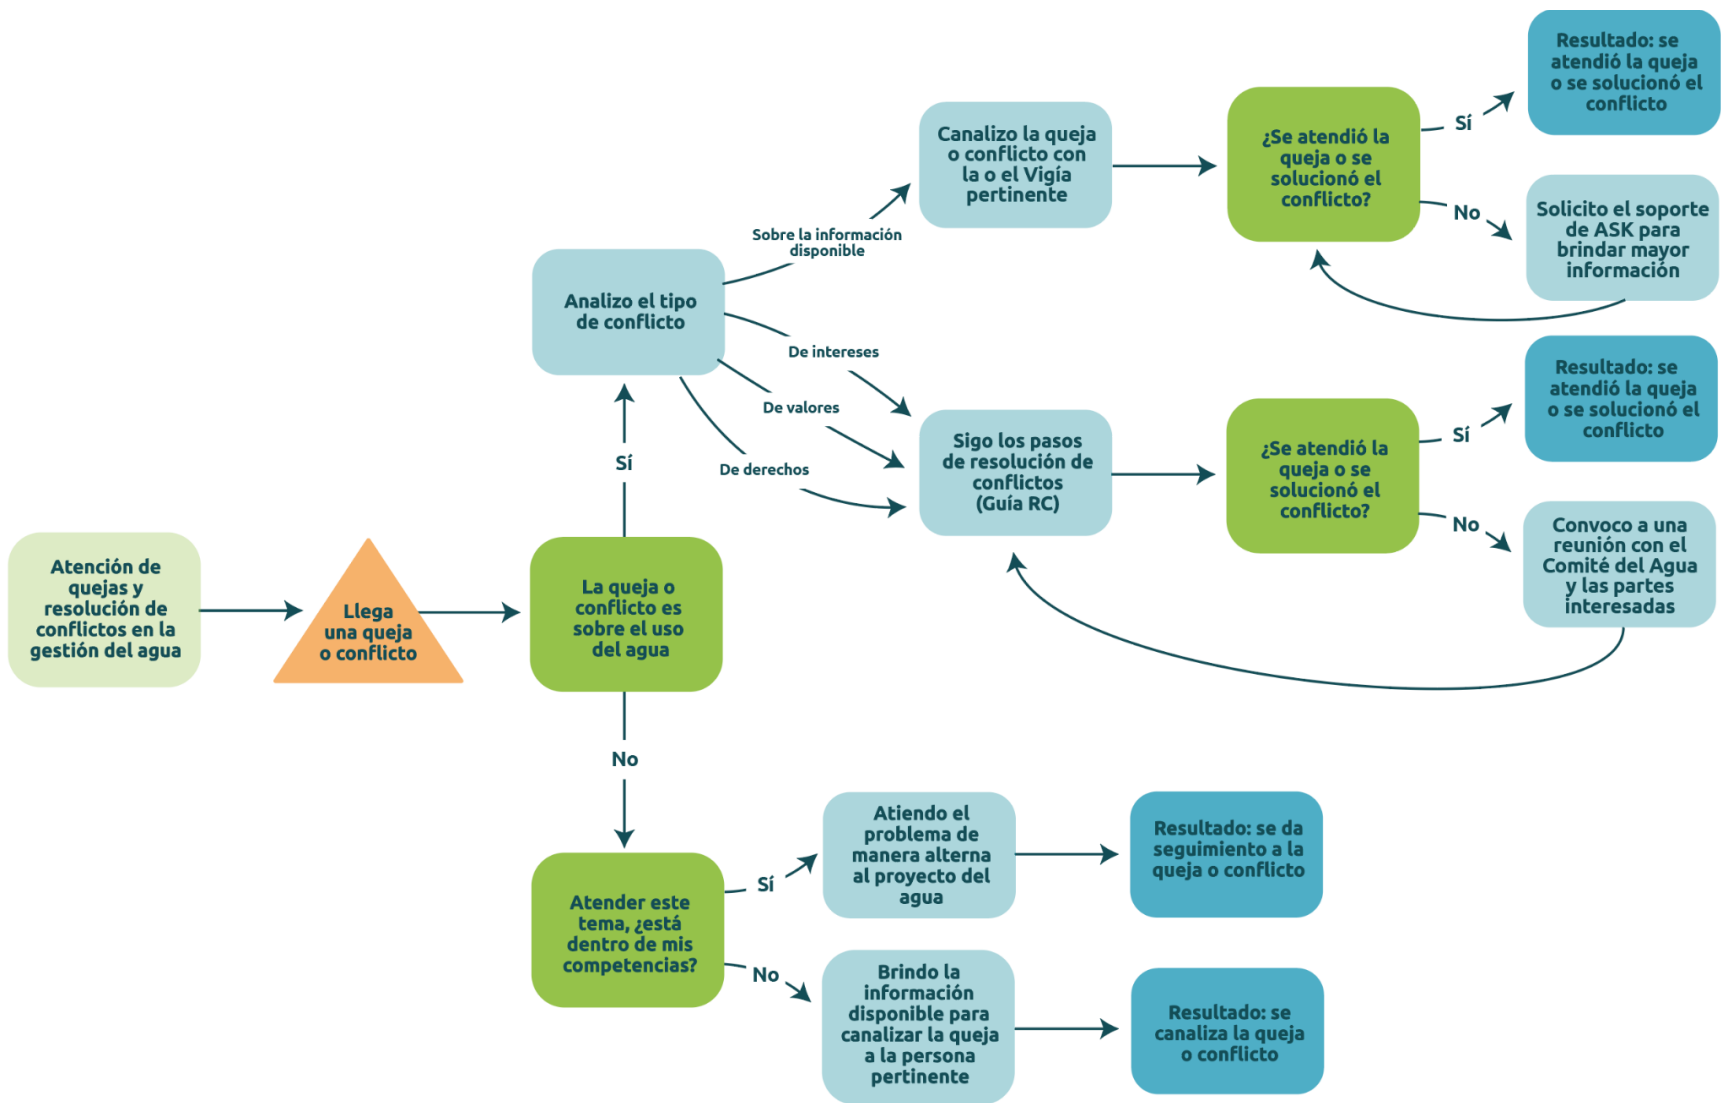 Atención de
quejas y
resolución de
conflictos en la
gestión del agua
Llega
una queja
o conflicto
La queja o
conflicto es
sobre el uso
del agua
Sí
Analizo el tipo
de conflicto
Sobre la información
disponible
Canalizo la queja
o conflicto con
la o el Vigía
pertinente
¿Se atendió la
queja o se
solucionó el
conflicto?
Sí
Resultado: se
atendió la queja
o se solucionó el
conflicto
No
Solicito el soporte
de ASK para
brindar mayor
información
De intereses
De valores
De derechos
Sigo los pasos
de resolución de
conflictos
(Guía RC)
¿Se atendió la
queja o se
solucionó el
conflicto?
Sí
Resultado: se
atendió la queja
o se solucionó el
conflicto
No
Convoco a una
reunión con el
Comité del Agua
y las partes
interesadas
No
Atender este
tema, ¿está
dentro de mis
competencias?
Sí
Atiendo el
problema de
manera alterna
al proyecto del
agua
Resultado: se da
seguimiento a la
queja o conflicto
No
Brindo la
información
disponible para
canalizar la queja
a la persona
pertinente
Resultado: se
canaliza la queja
o conflicto